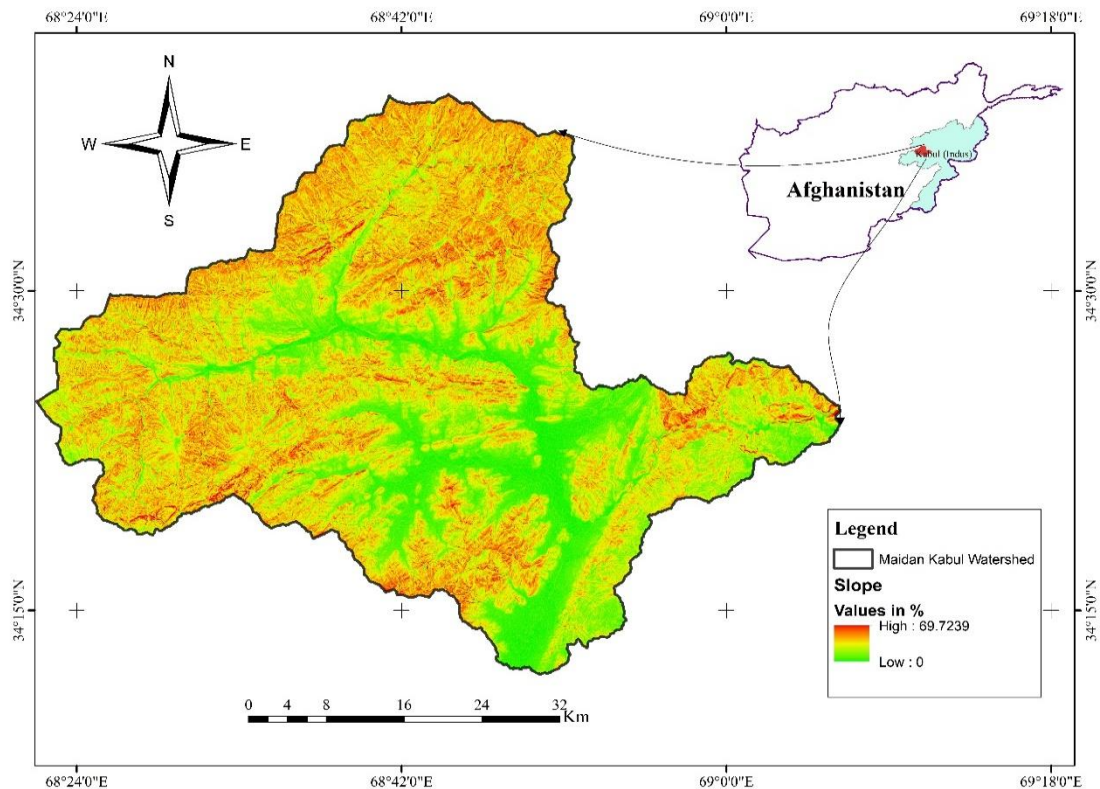 68°24'0"E 68°42'0"E 69°0'0"E 69°18'0"E
N
W E
S
Kabul (Indus)
Afghanistan
34°30'0"N 34°30'0"N
Legend
Maidan Kabul Watershed
Slope
Values in %
High : 69.7239
Low : 0
34°15'0"N 34°15'0"N
0 4 8 16 24 32
Km
68°24'0"E 68°42'0"E 69°0'0"E 69°18'0"E